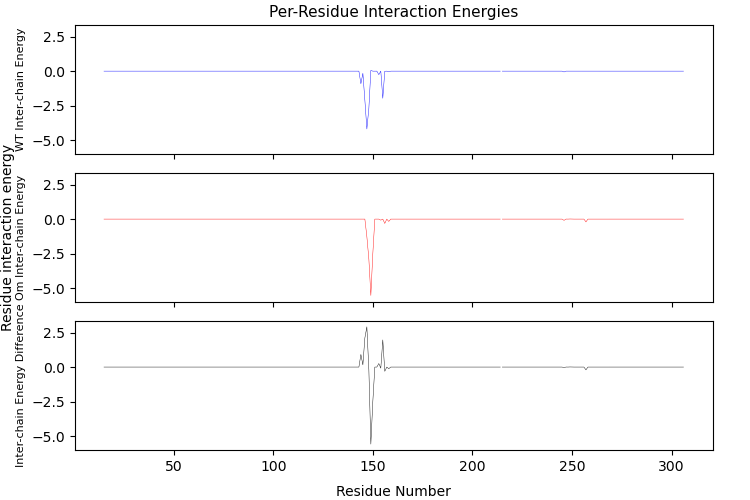 Per-Residue Interaction Energies
WT Inter-chain Energy
2.5
0.0
−2.5
−5.0
Residue interaction energy
Om Inter-chain Energy
2.5
0.0
−2.5
−5.0
Inter-chain Energy Difference
2.5
0.0
−2.5
−5.0
50 100 150 200 250 300
Residue Number